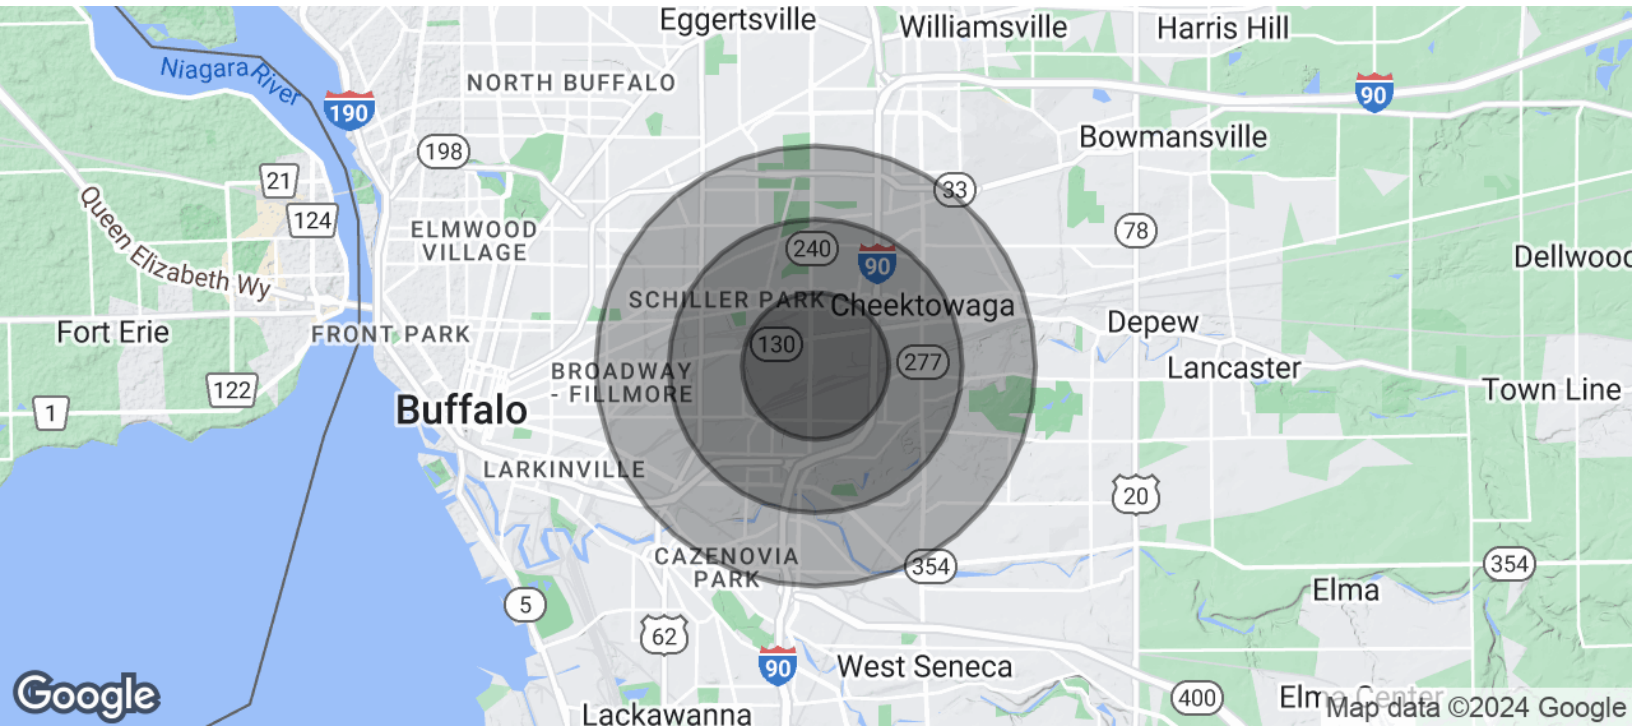 Eggertsville
Williamsville
Harris Hill
Niagara River
NORTH BUFFALO
190
90
198
Bowmansville
21
33
Queen Elizabeth Wy
124
ELMWOOD
VILLAGE
78
240
90
Dellwood
SCHILLER PARK
Cheektowaga
Fort Erie
FRONT PARK
130
Depew
277
Lancaster
BROADWAY
- FILLMORE
122
Town Line
1
Buffalo
LARKINVILLE
20
CAZENOVIA
PARK
354
354
5
Elma
62
90
West Seneca
Google
400
Elma Center
Lackawanna
Map data ©2024 Google